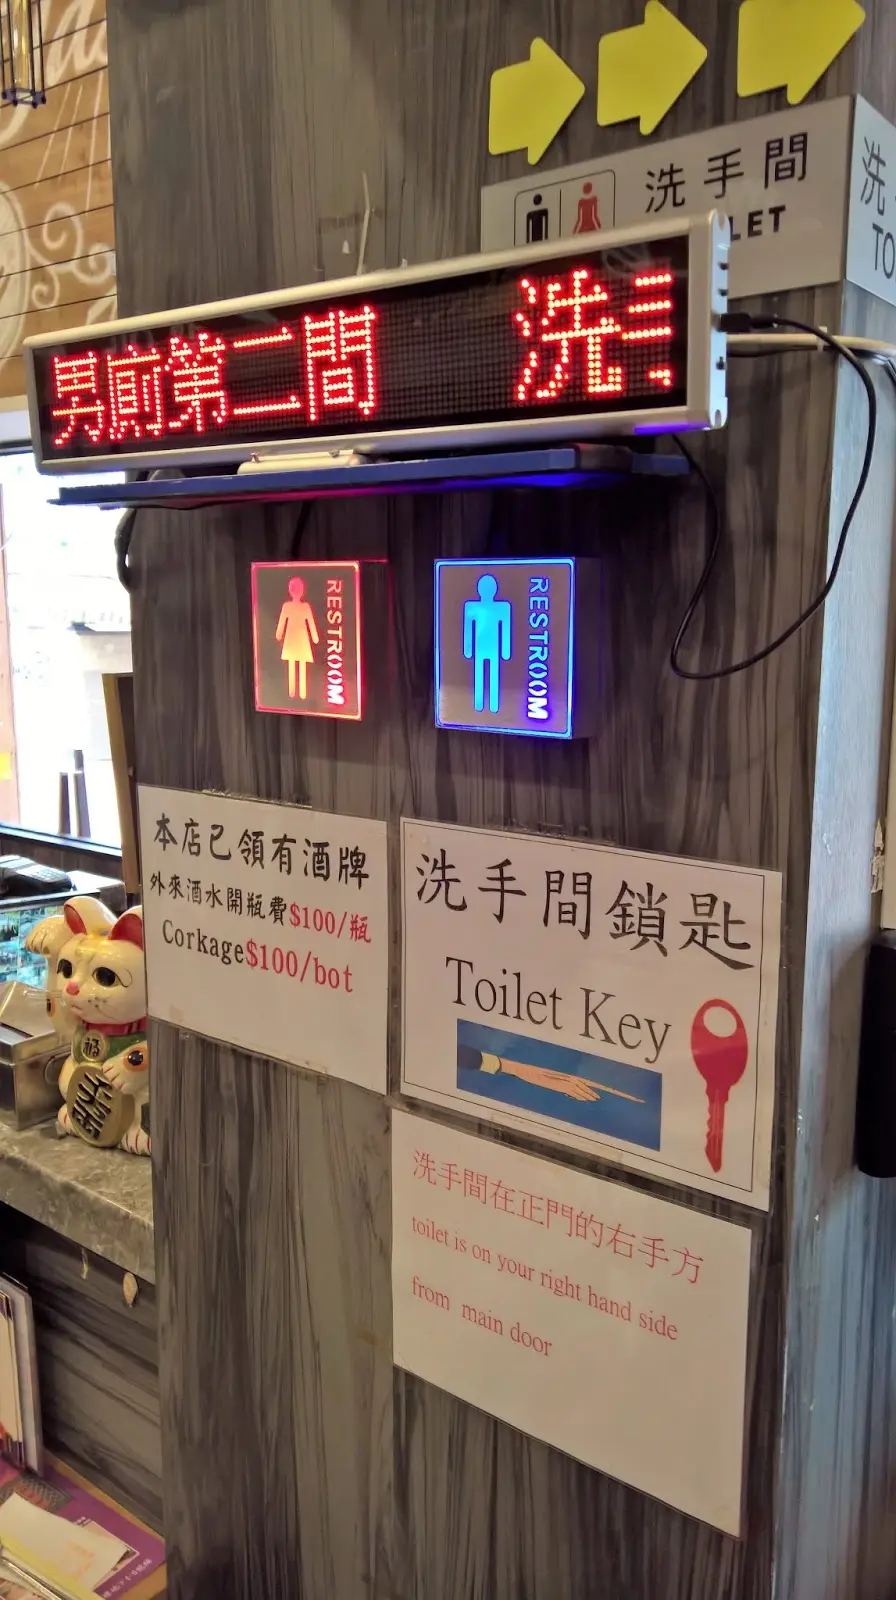 洗手間
LET
洗
TO
男廁第二間 洗
RESTROOM
RESTROOM
本店已領有酒牌
外來酒水開瓶費$100/瓶
Corkage$100/bot
洗手間鎖匙
Toilet Key
洗手間在正門的右手方
toilet is on your right hand side
from main door
福